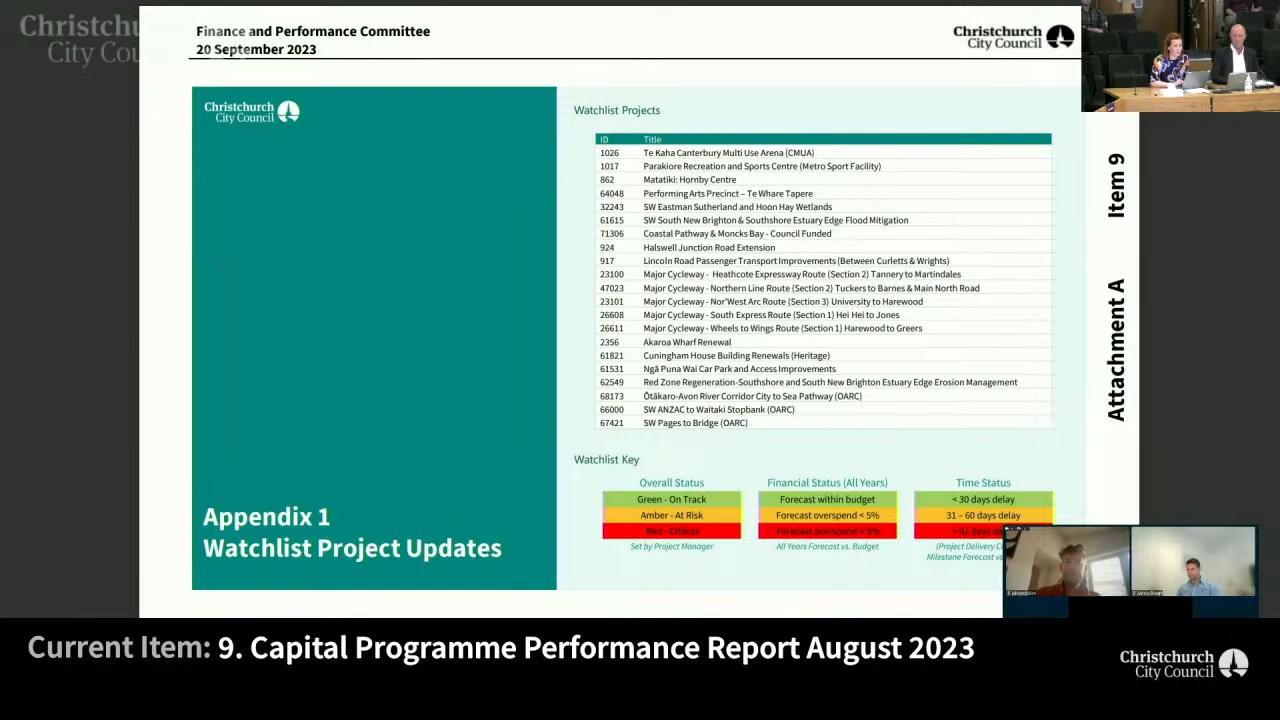 Christchu
City Cou
Finance and Performance Committee
20 September 2023
Christchurch
City Council
Christchurch
City Council
Appendix 1
Watchlist Project Updates
Watchlist Projects
ID Title
1026 Te Kaha Canterbury Multi Use Arena (CMUA)
1017 Parakiore Recreation and Sports Centre (Metro Sport Facility)
862 Matatiki: Hornby Centre
64048 Performing Arts Precinct – Te Whare Tapere
32243 SW Eastman Sutherland and Hoon Hay Wetlands
61615 SW South New Brighton & Southshore Estuary Edge Flood Mitigation
71306 Coastal Pathway & Moncks Bay - Council Funded
924 Halswell Junction Road Extension
917 Lincoln Road Passenger Transport Improvements (Between Curletts & Wrights)
23100 Major Cycleway - Heathcote Expressway Route (Section 2) Tannery to Martindales
47023 Major Cycleway - Northern Line Route (Section 2) Tuckers to Barnes & Main North Road
23101 Major Cycleway - Nor'West Arc Route (Section 3) University to Harewood
26608 Major Cycleway - South Express Route (Section 1) Hei Hei to Jones
26611 Major Cycleway - Wheels to Wings Route (Section 1) Harewood to Greers
2356 Akaroa Wharf Renewal
61821 Cuningham House Building Renewals (Heritage)
61531 Ngā Puna Wai Car Park and Access Improvements
62549 Red Zone Regeneration-Southshore and South New Brighton Estuary Edge Erosion Management
68173 Ōtākaro-Avon River Corridor City to Sea Pathway (OARC)
66000 SW ANZAC to Waitaki Stopbank (OARC)
67421 SW Pages to Bridge (OARC)
Watchlist Key
Overall Status Financial Status (All Years) Time Status
Green - On Track Forecast within budget < 30 days delay
Amber - At Risk Forecast overspend < 5% 31 – 60 days delay
Red - Critical Forecast overspend > 5%
Set by Project Manager All Years Forecast vs. Budget (Project Delivery
Milestone Forecast vs
Item 9
Attachment A
Current Item: 9. Capital Programme Performance Report August 2023
Christchurch
City Council